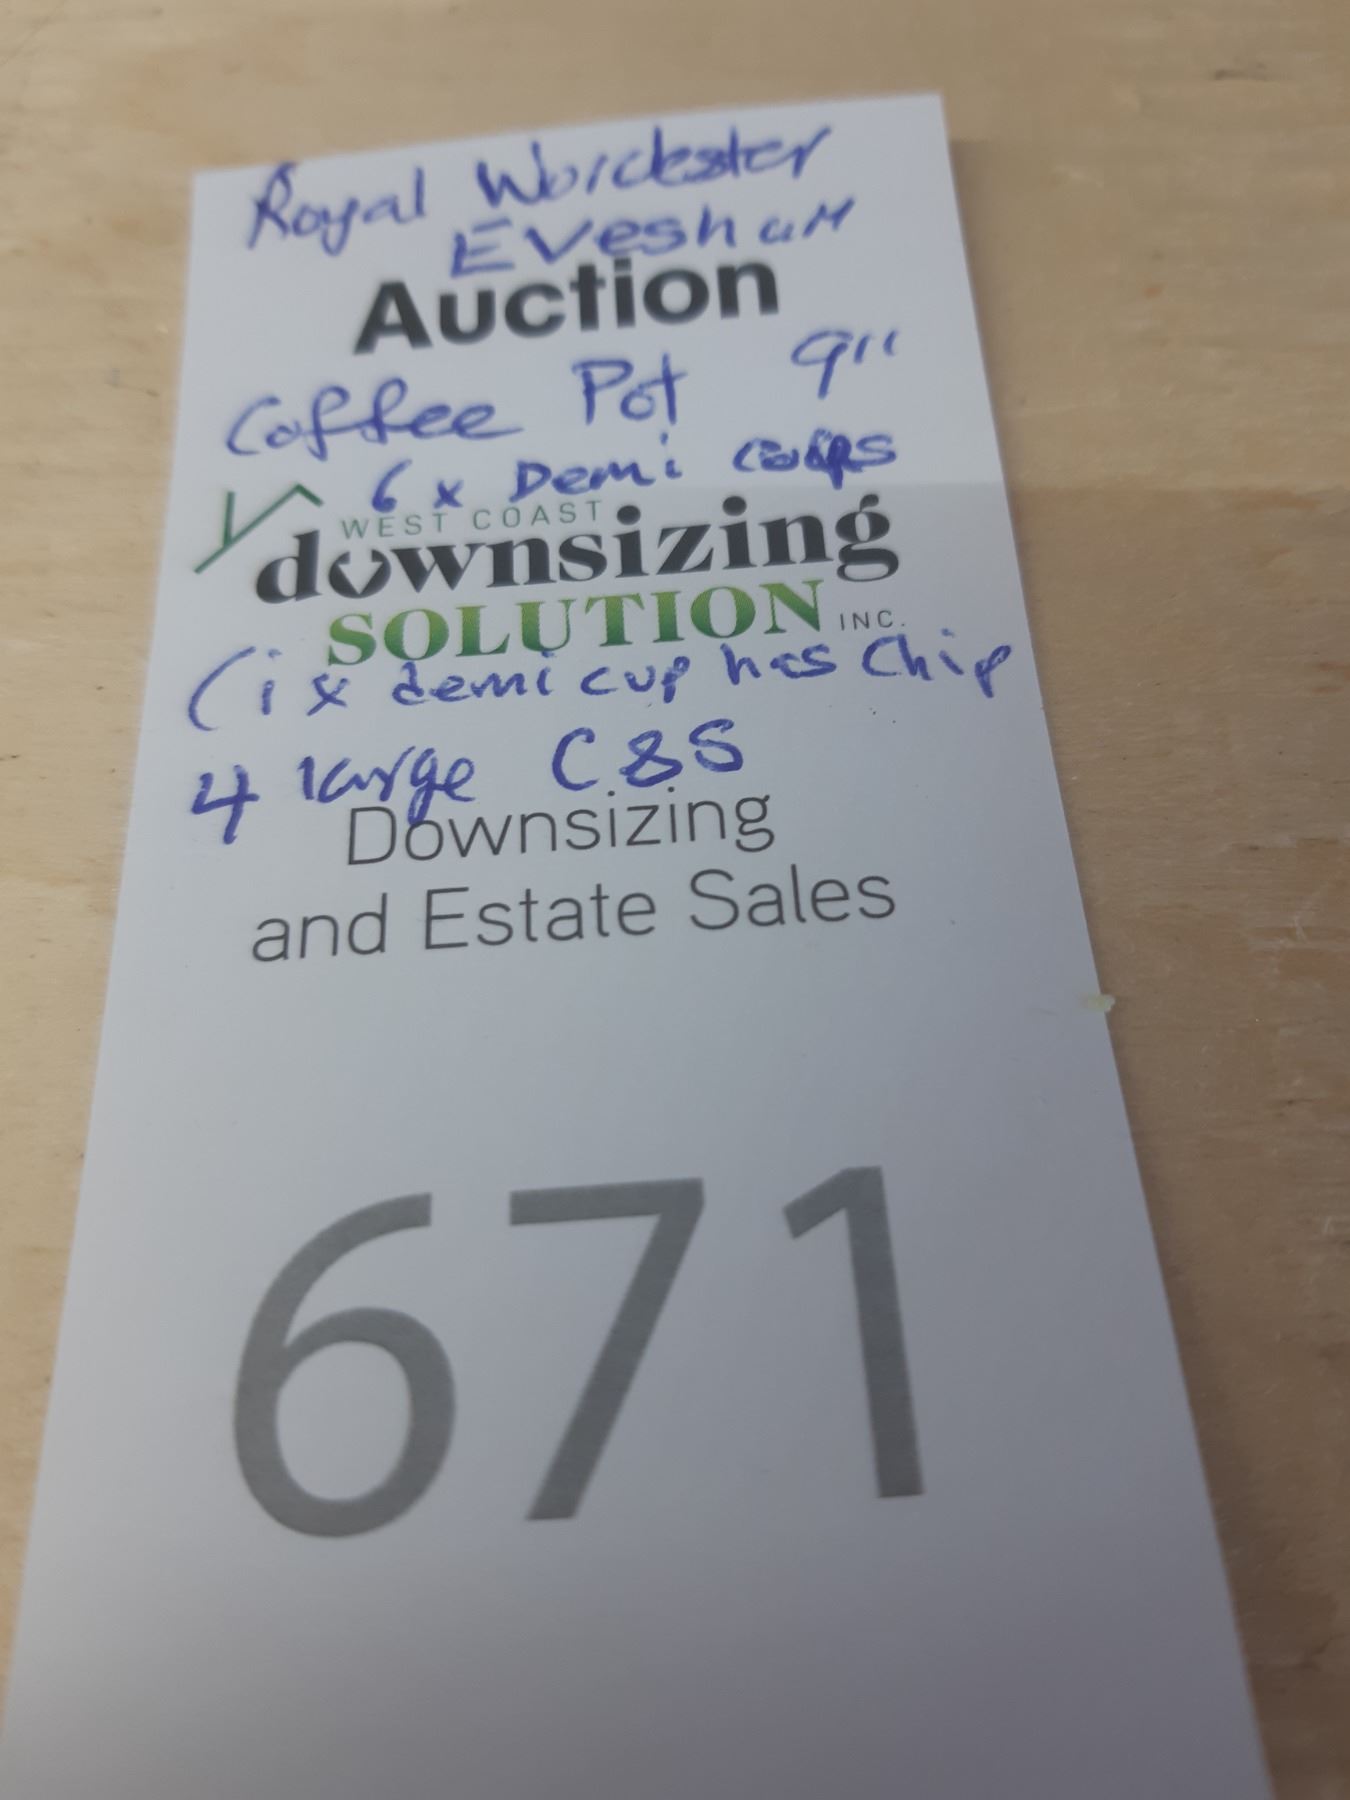 Royal Worcester
Evesham
Auction
Coffee Pot 9"
6 x Demi cups
WEST COAST
downsizing
SOLUTION INC.
(1 x demi cup has chip
4 large C&S
Downsizing
and Estate Sales
671